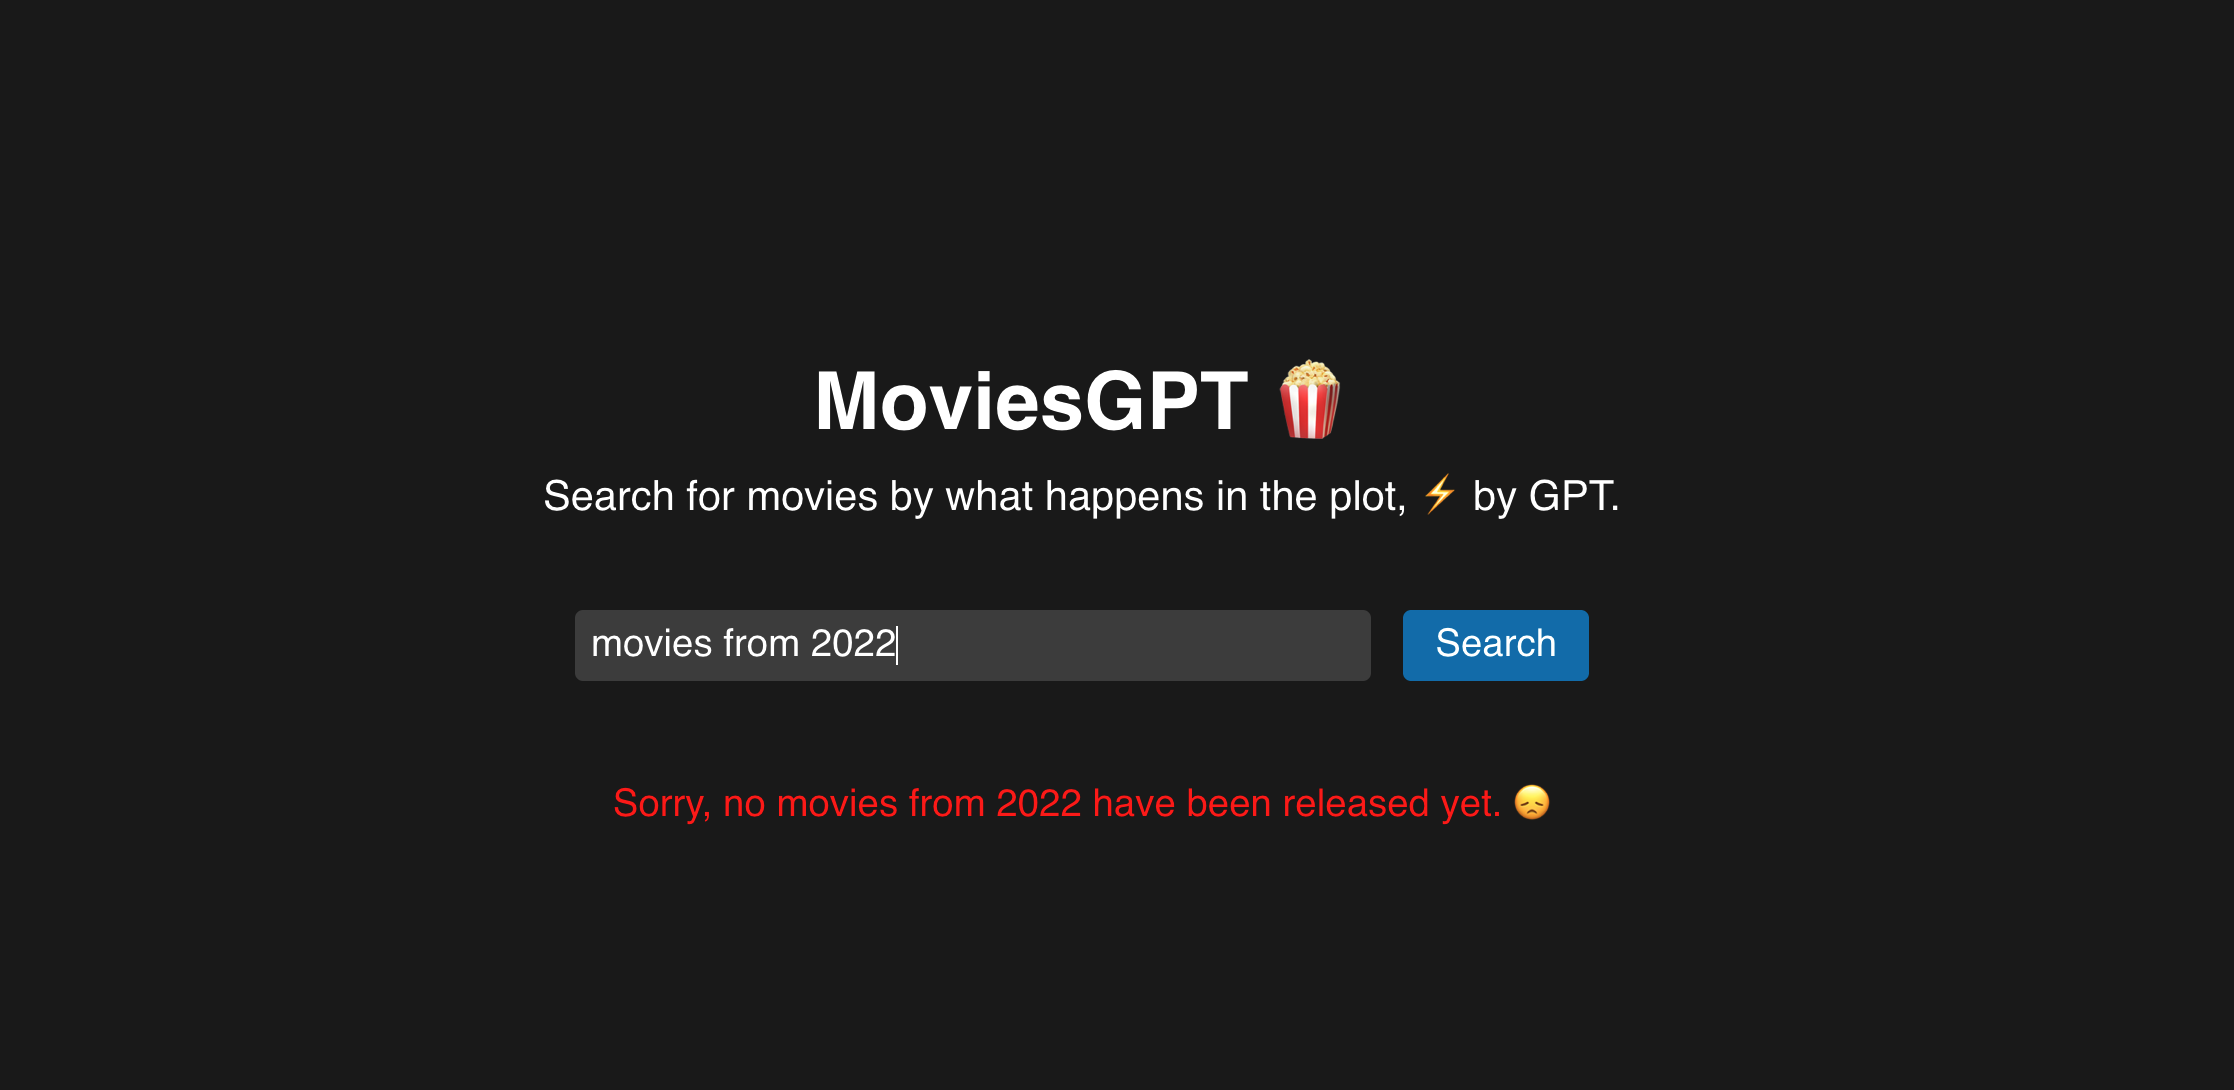 MoviesGPT 🍿
Search for movies by what happens in the plot, ⚡ by GPT.
movies from 2022
Search
Sorry, no movies from 2022 have been released yet. 😞